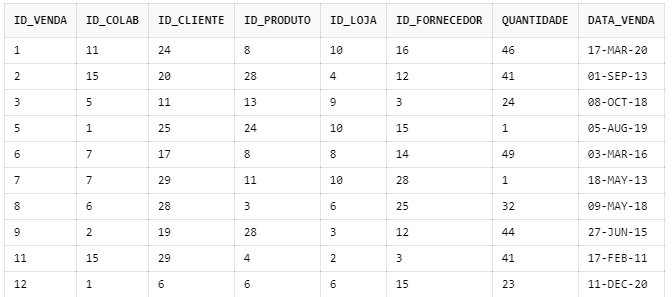 ID_VENDA ID_COLAB ID_CLIENTE ID_PRODUTO ID_LOJA ID_FORNECEDOR QUANTIDADE DATA_VENDA
1 11 24 8 10 16 46 17-MAR-20
2 15 20 28 4 12 41 01-SEP-13
3 5 11 13 9 3 24 08-OCT-18
5 1 25 24 10 15 1 05-AUG-19
6 7 17 8 8 14 49 03-MAR-16
7 7 29 11 10 28 1 18-MAY-13
8 6 28 3 6 25 32 09-MAY-18
9 2 19 28 3 12 44 27-JUN-15
11 15 29 4 2 3 41 17-FEB-11
12 1 6 6 6 15 23 11-DEC-20